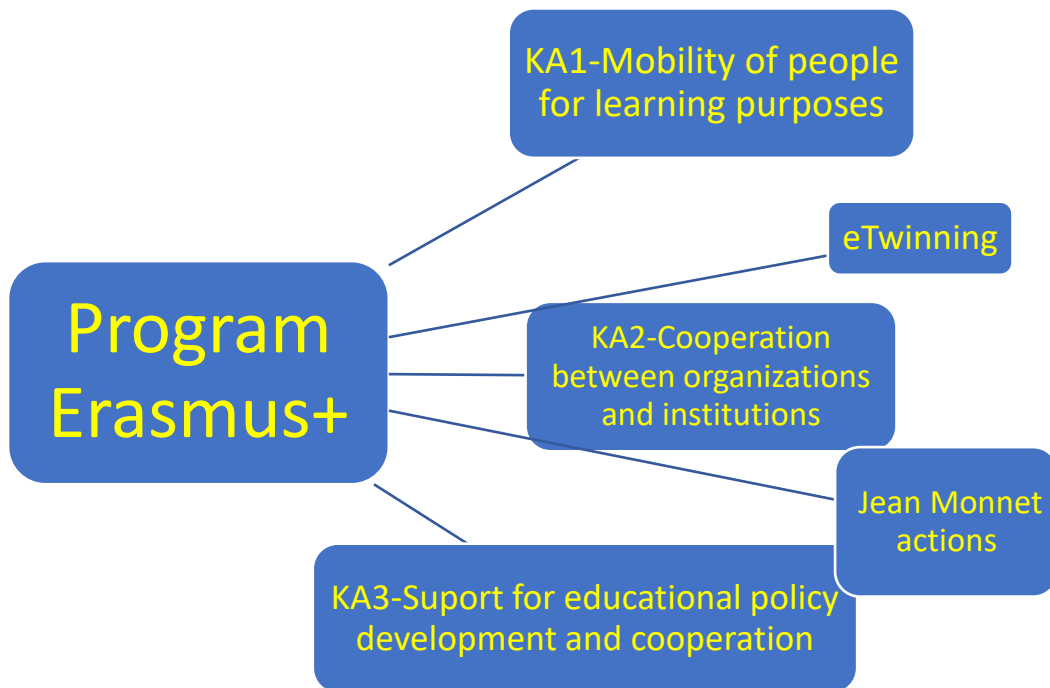 KA1-Mobility of people
for learning purposes
eTwinning
Program
Erasmus+
KA2-Cooperation
between organizations
and institutions
Jean Monnet
actions
KA3-Suport for educational policy
development and cooperation